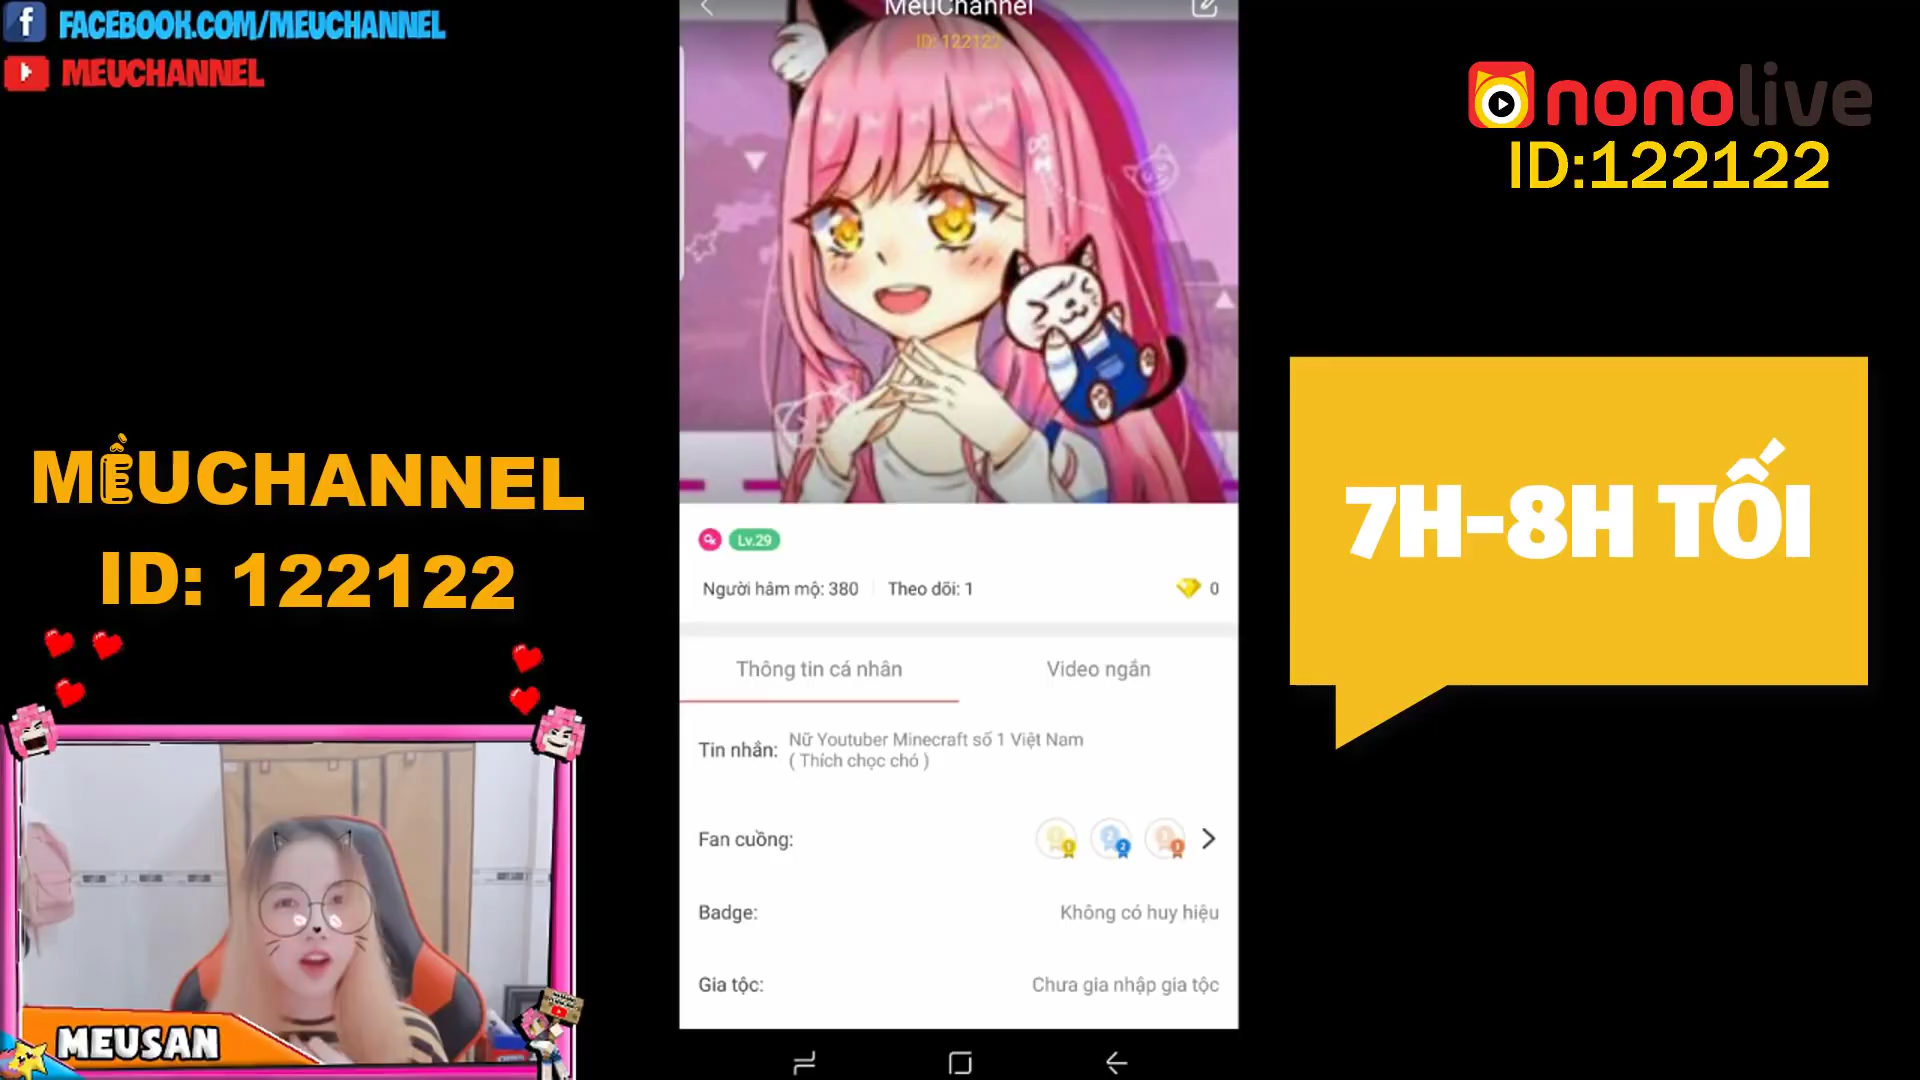 FACEBOOK.COM/MEUCHANNEL
MEUCHANNEL
MỀUCHANNEL
ID: 122122
MEUSAN
MeuChannel
ID: 122122
Lv.29
Người hâm mộ: 380
Theo dõi: 1
0
Thông tin cá nhân
Video ngắn
Tin nhắn:
Nữ Youtuber Minecraft số 1 Việt Nam
( Thích chọc chó )
Fan cuồng:
Badge:
Không có huy hiệu
Gia tộc:
Chưa gia nhập gia tộc
nonolive
ID:122122
7H-8H TỐI